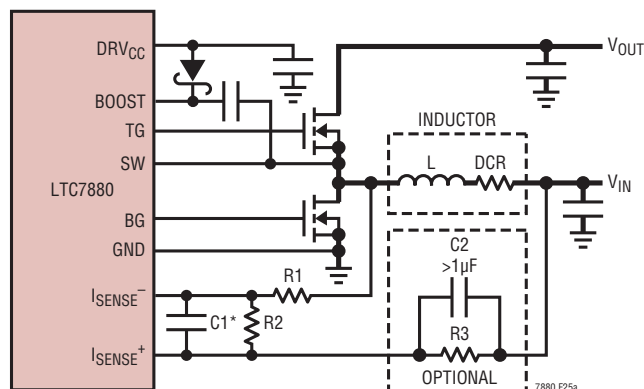 DRVCC
VOUT
BOOST
INDUCTOR
TG
L
DCR
SW
VIN
LTC7880
BG
C2
>1µF
GND
R1
ISENSE−
C1*
R2
R3
ISENSE+
OPTIONAL
7880 F25a